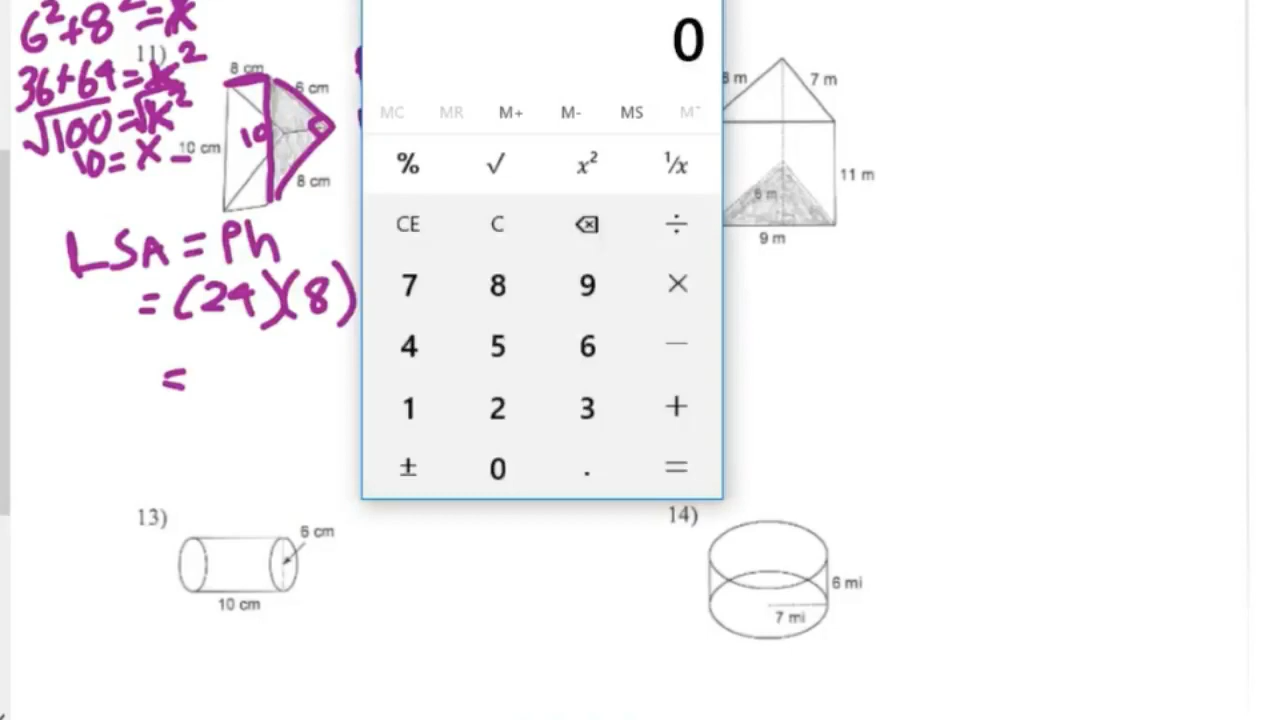 6²+8²=x
11)
36+64=x²
√100=√x²
10=x
8 cm
6 cm
10
10 cm
8 cm
LSA = Ph
= (24)(8)
=
0
MC MR M+ M- MS
% √ x² ¹/x
CE C ÷
7 8 9 ×
4 5 6 −
1 2 3 +
± 0 . =
8 m
7 m
11 m
6 m
9 m
13)
6 cm
10 cm
14)
6 mi
7 mi